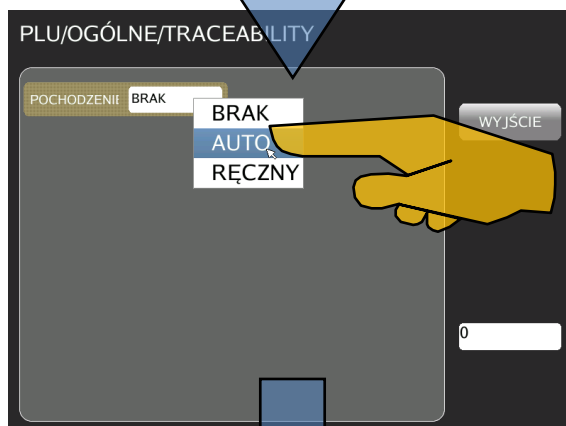 PLU/OGÓLNE/TRACEABILITY
POCHODZENIE BRAK
BRAK
AUTO
RĘCZNY
WYJŚCIE
0